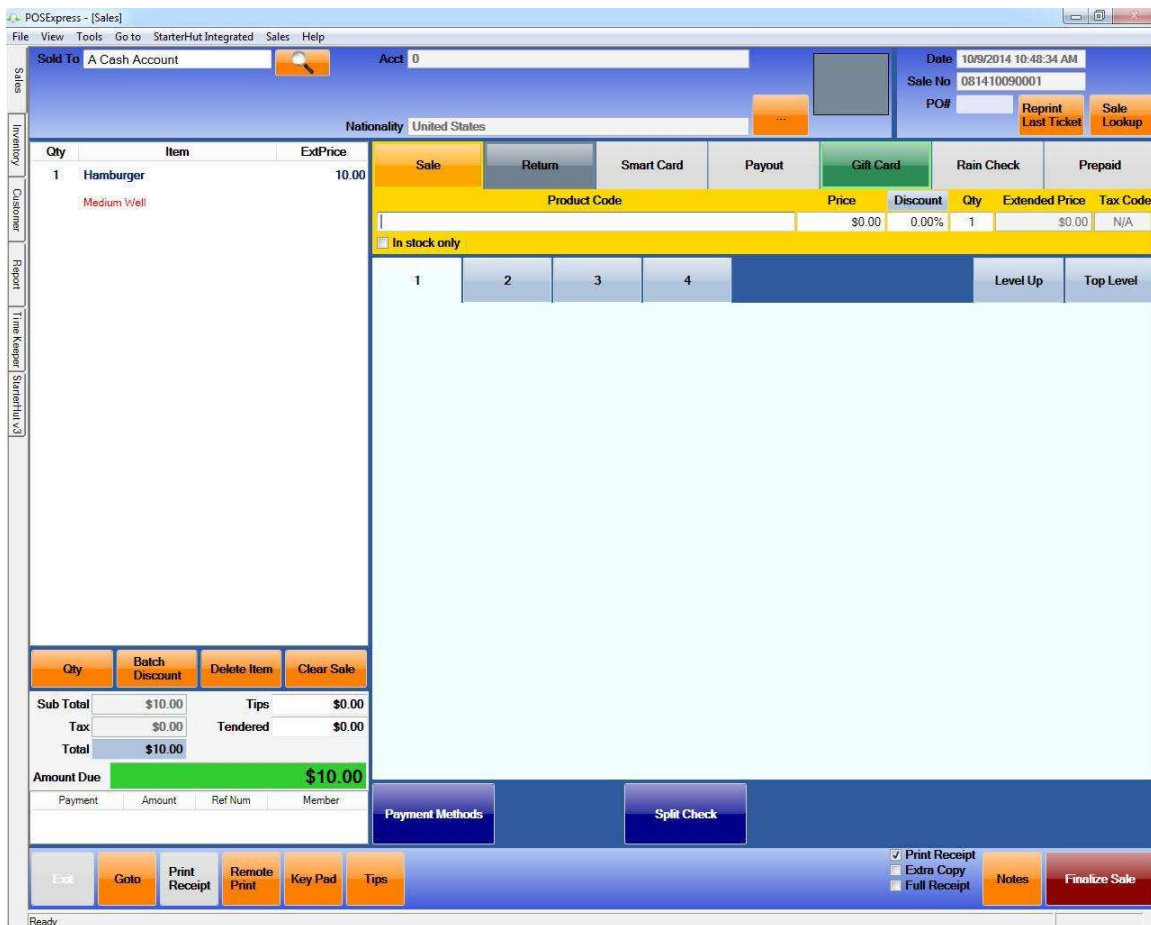 POSExpress - [Sales]
File View Tools Go to StarterHut Integrated Sales Help
Sales
Inventory
Customer
Report
Time Keeper
StarterHut v3
Sold To A Cash Account
Acct 0
Nationality United States
...
Date 10/9/2014 10:48:34 AM
Sale No 081410090001
PO#
Reprint
Last Ticket
Sale
Lookup
Qty Item ExtPrice
1 Hamburger 10.00
Medium Well
Sale Return Smart Card Payout Gift Card Rain Check Prepaid
Product Code Price Discount Qty Extended Price Tax Code
$0.00 0.00% 1 $0.00 N/A
In stock only
1 2 3 4 Level Up Top Level
Qty
Batch
Discount
Delete Item
Clear Sale
Sub Total $10.00 Tips $0.00
Tax $0.00 Tendered $0.00
Total $10.00
Amount Due $10.00
Payment Amount Ref Num Member
Payment Methods Split Check
Exit
Goto
Print
Receipt
Remote
Print
Key Pad
Tips
Print Receipt
Extra Copy
Full Receipt
Notes
Finalize Sale
Ready